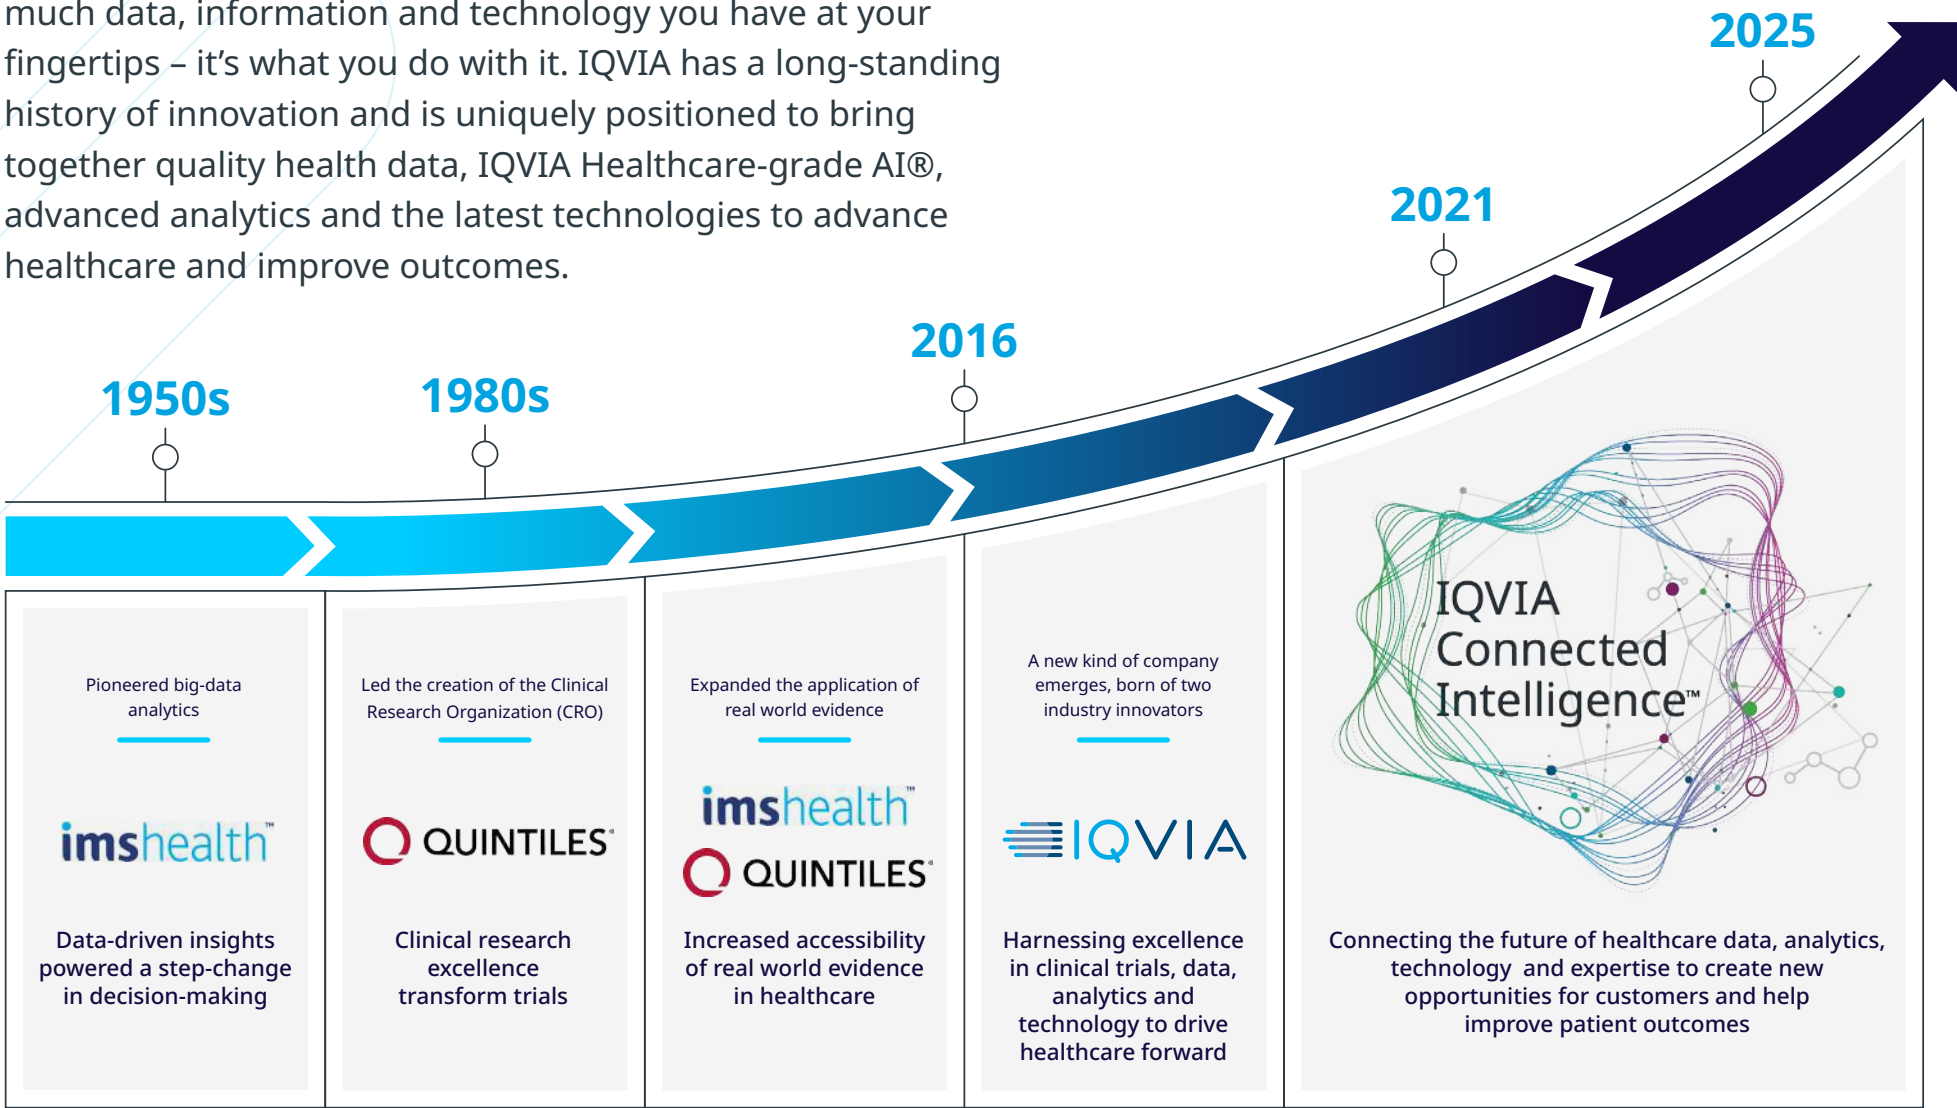 much data, information and technology you have at your
fingertips – it’s what you do with it. IQVIA has a long-standing
history of innovation and is uniquely positioned to bring
together quality health data, IQVIA Healthcare-grade AI®,
advanced analytics and the latest technologies to advance
healthcare and improve outcomes.
1950s
1980s
2016
2021
2025
Pioneered big-data
analytics
imshealth™
Data-driven insights
powered a step-change
in decision-making
Led the creation of the Clinical
Research Organization (CRO)
QUINTILES®
Clinical research
excellence
transform trials
Expanded the application of
real world evidence
imshealth™
QUINTILES®
Increased accessibility
of real world evidence
in healthcare
A new kind of company
emerges, born of two
industry innovators
IQVIA
Harnessing excellence
in clinical trials, data,
analytics and
technology to drive
healthcare forward
IQVIA
Connected
Intelligence™
Connecting the future of healthcare data, analytics,
technology and expertise to create new
opportunities for customers and help
improve patient outcomes